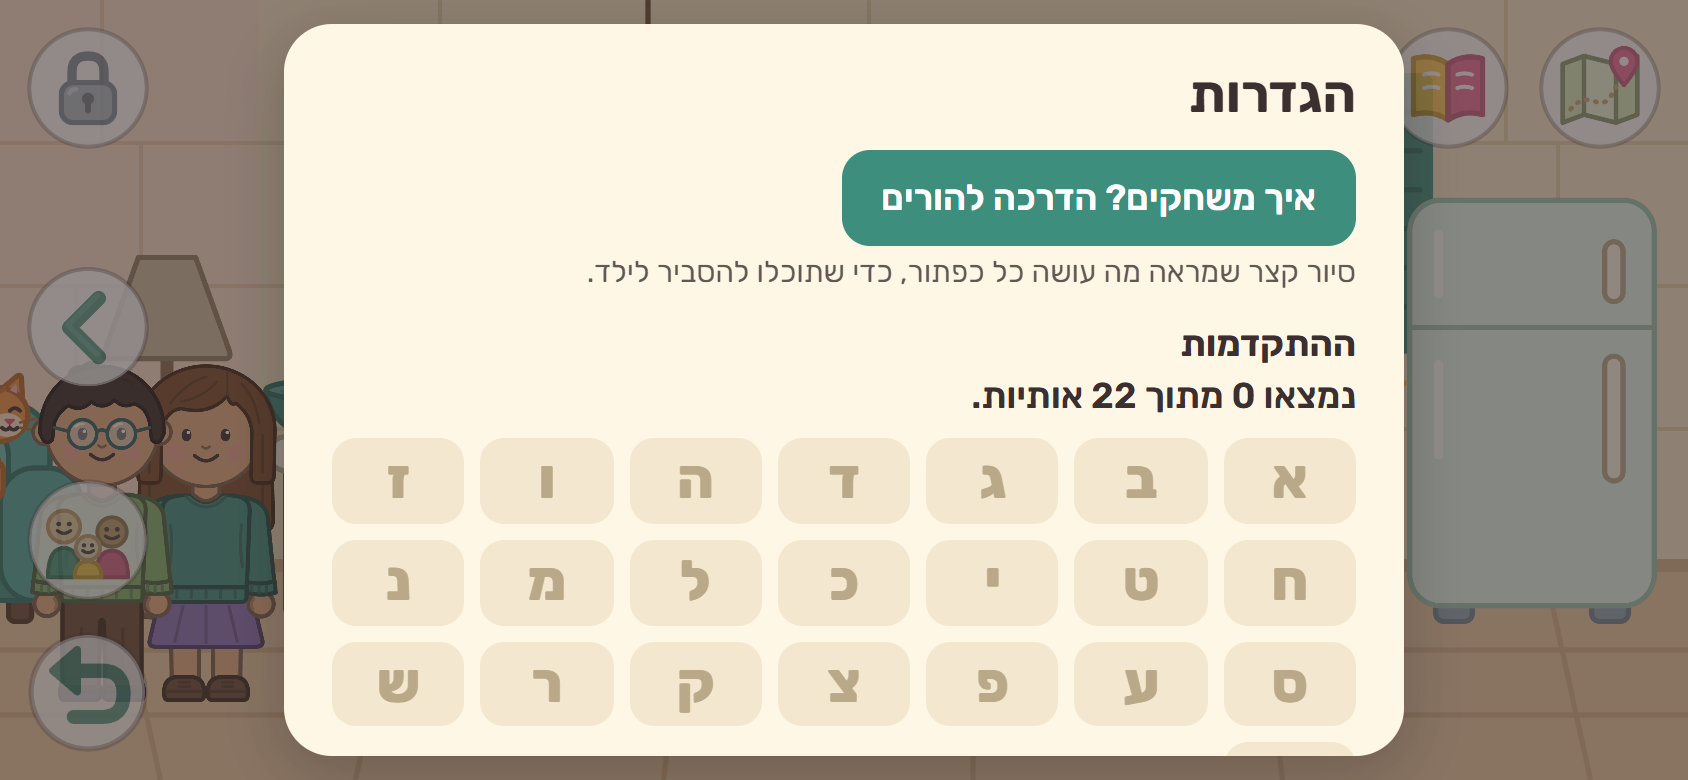 הגדרות
איך משחקים? הדרכה להורים
סיור קצר שמראה מה עושה כל כפתור, כדי שתוכלו להסביר לילד.
ההתקדמות
נמצאו 0 מתוך 22 אותיות.
א ב ג ד ה ו ז
ח ט י כ ל מ נ
ס ע פ צ ק ר ש